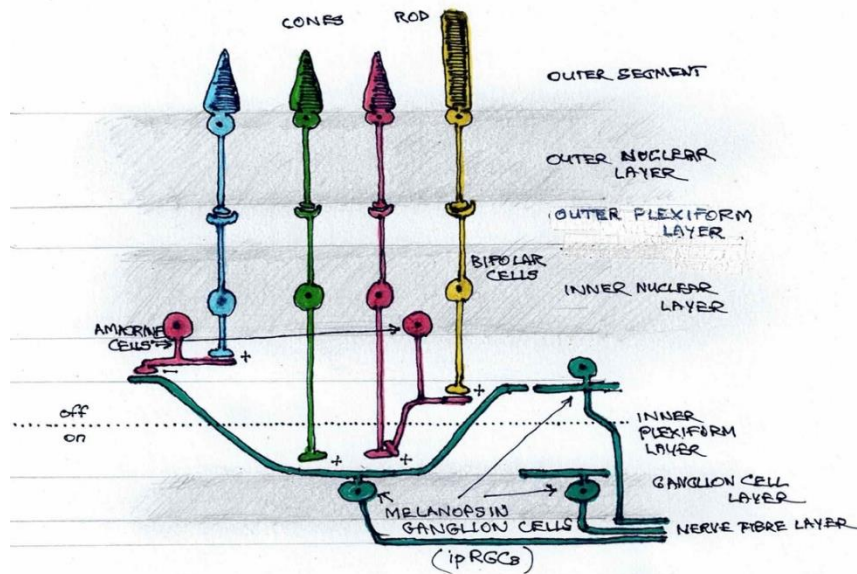 CONES
ROD
OUTER SEGMENT
OUTER NUCLEAR
LAYER
OUTER PLEXIFORM
LAYER
BIPOLAR
CELLS
INNER NUCLEAR
LAYER
AMACRINE
CELLS
+
-
+
off
on
INNER
PLEXIFORM
LAYER
+
+
GANGLION CELL
LAYER
MELANOPSIN
GANGLION CELLS
NERVE FIBRE LAYER
(ipRGCs)